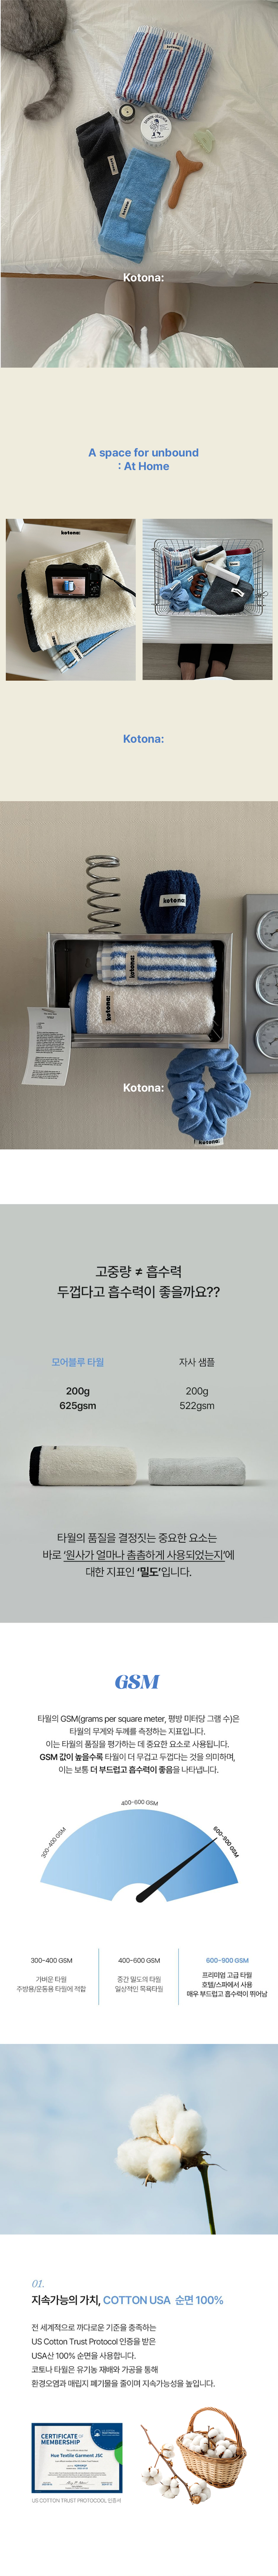 kotona:
Kotona:
A space for unbound
: At Home
kotona:
Kotona:
kotona:
kotona:
kotona:
Kotona:
kotona:
고중량 ≠ 흡수력
두껍다고 흡수력이 좋을까요??
모어블루 타월
자사 샘플
200g
200g
625gsm
522gsm
타월의 품질을 결정짓는 중요한 요소는
바로 '원사가 얼마나 촘촘하게 사용되었는지'에
대한 지표인 '밀도'입니다.
GSM
타월의 GSM(grams per square meter, 평방 미터당 그램 수)은
타월의 무게와 두께를 측정하는 지표입니다.
이는 타월의 품질을 평가하는 데 중요한 요소로 사용됩니다.
GSM 값이 높을수록 타월이 더 무겁고 두껍다는 것을 의미하며,
이는 보통 더 부드럽고 흡수력이 좋음을 나타냅니다.
400-600 GSM
300-400 GSM
600-900 GSM
300-400 GSM
가벼운 타월
주방용/운동용 타월에 적합
400-600 GSM
중간 밀도의 타월
일상적인 목욕타월
600-900 GSM
프리미엄 고급 타월
호텔/스파에서 사용
매우 부드럽고 흡수력이 뛰어남
01.
지속가능의 가치, COTTON USA 순면 100%
전 세계적으로 까다로운 기준을 충족하는
US Cotton Trust Protocol 인증을 받은
USA산 100% 순면을 사용합니다.
코토나 타월은 유기농 재배와 가공을 통해
환경오염과 매립지 폐기물을 줄이며 지속가능성을 높입니다.
CERTIFICATE OF
MEMBERSHIP
Hue Textile Garment JSC
US COTTON TRUST PROTOCOOL 인증서